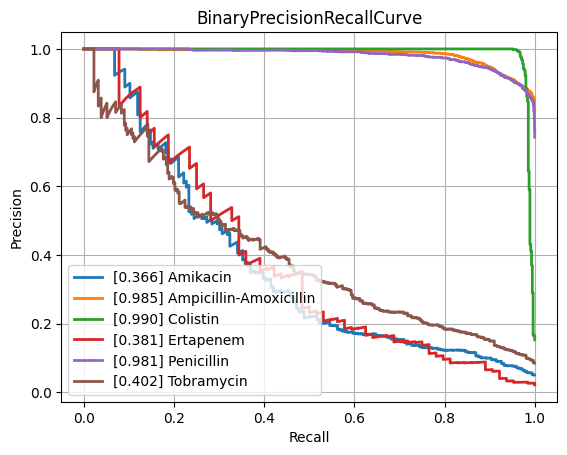 BinaryPrecisionRecallCurve
Precision
1.0
0.8
0.6
0.4
0.2
0.0
[0.366] Amikacin
[0.985] Ampicillin-Amoxicillin
[0.990] Colistin
[0.381] Ertapenem
[0.981] Penicillin
[0.402] Tobramycin
0.0 0.2 0.4 0.6 0.8 1.0
Recall